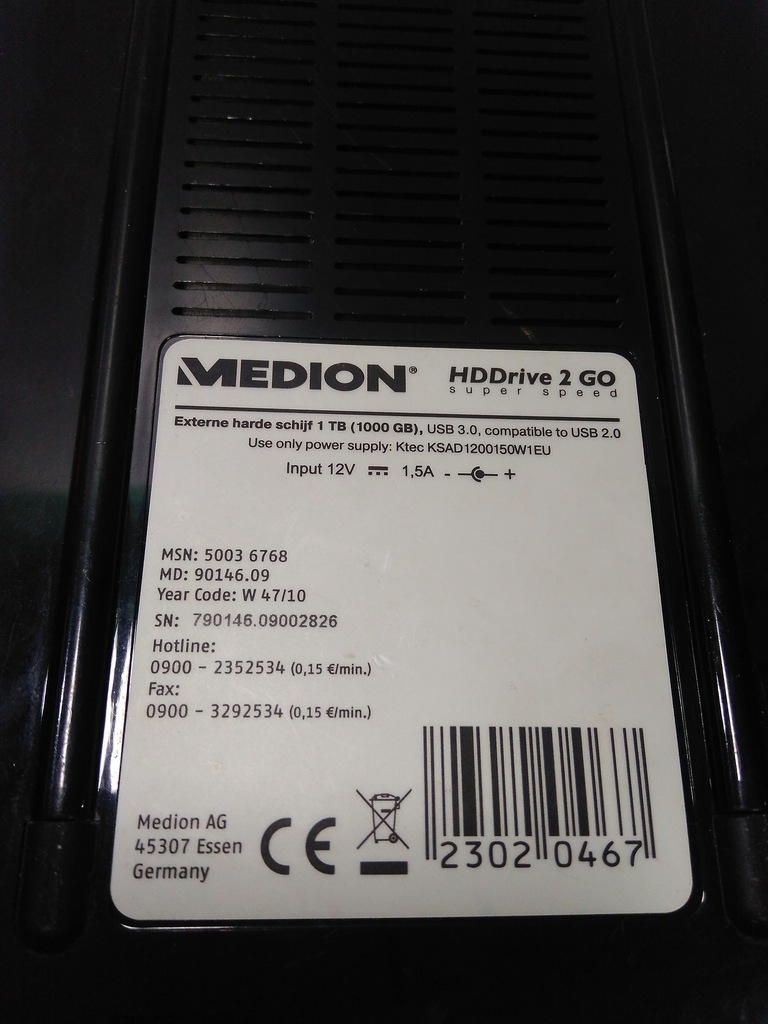 MEDION® HDDrive 2 GO
super speed
Externe harde schijf 1 TB (1000 GB), USB 3.0, compatible to USB 2.0
Use only power supply: Ktec KSAD1200150W1EU
Input 12V 1,5A - +
MSN: 5003 6768
MD: 90146.09
Year Code: W 47/10
SN: 790146.09002826
Hotline:
0900 - 2352534 (0,15 €/min.)
Fax:
0900 - 3292534 (0,15 €/min.)
Medion AG
45307 Essen
Germany
CE
2302 0467